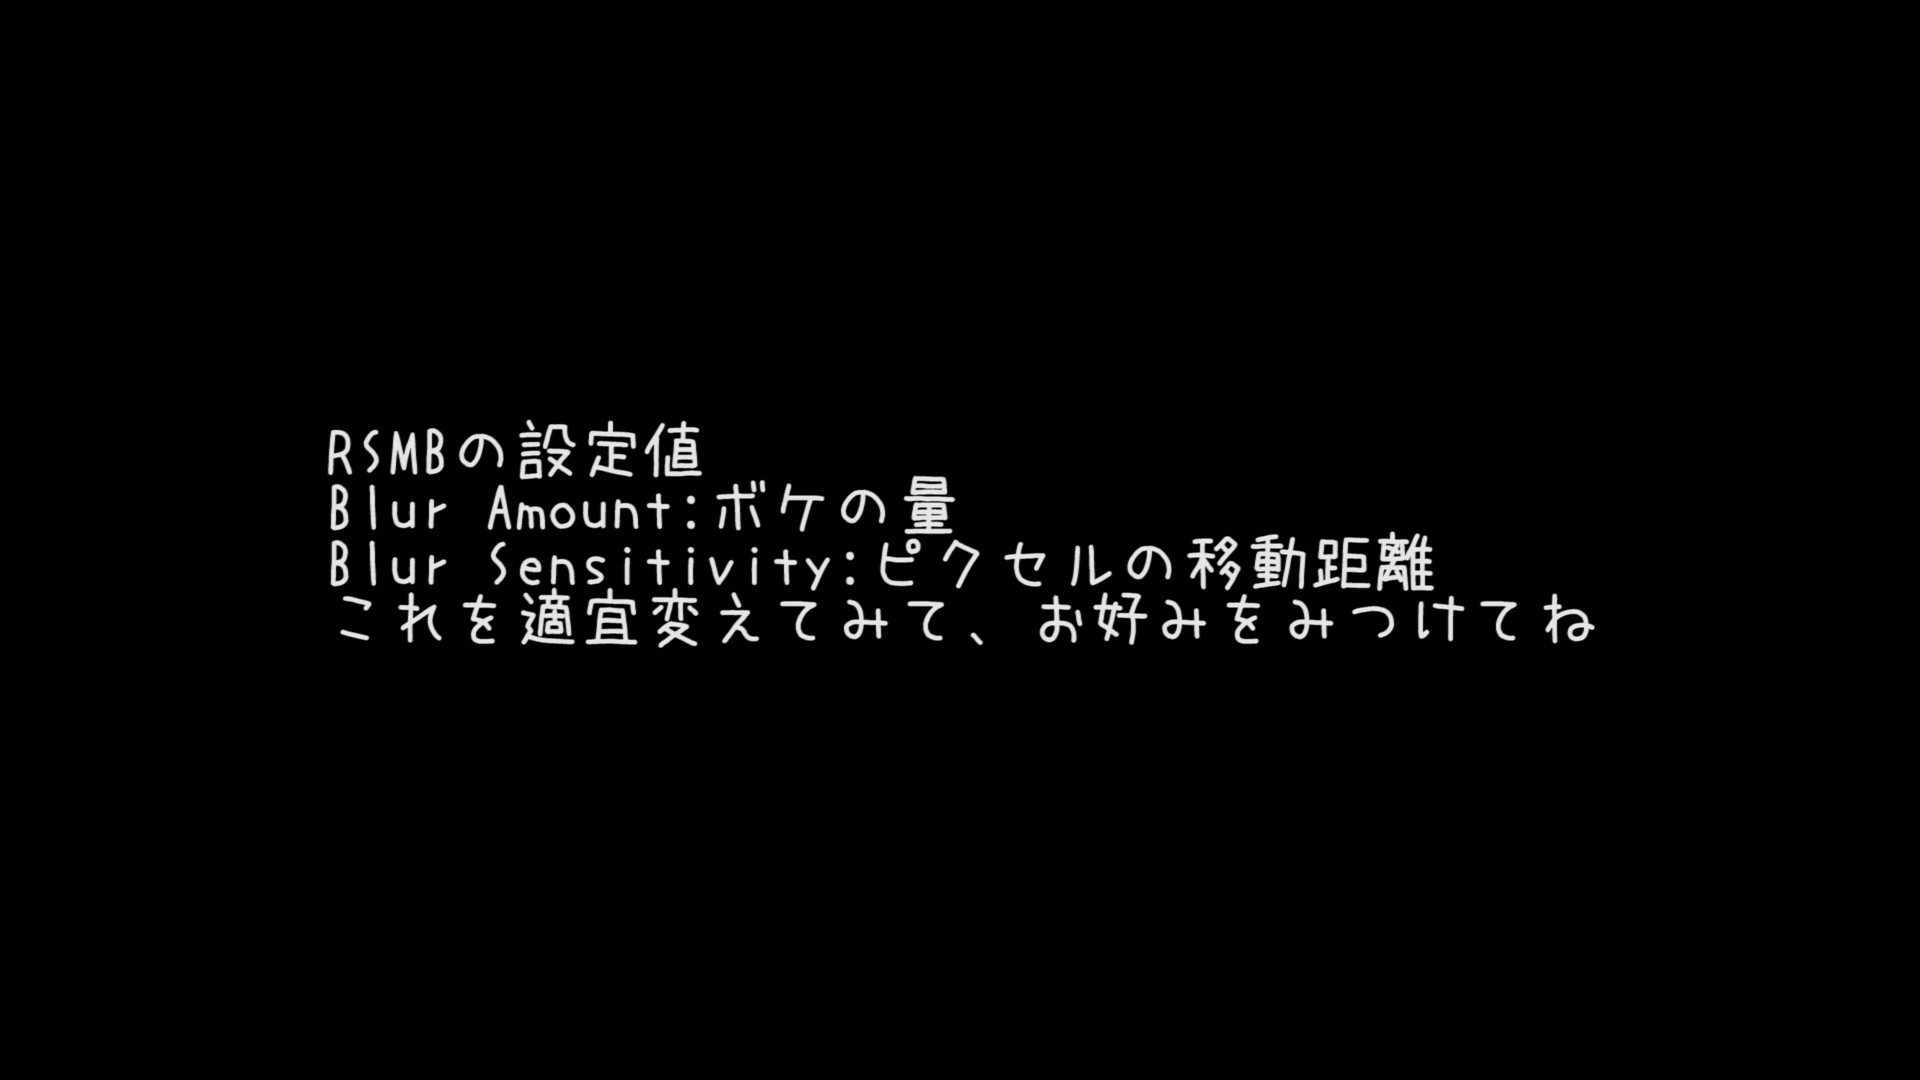 RSMBの設定値
Blur Amount:ボケの量
Blur Sensitivity:ピクセルの移動距離
これを適宜変えてみて、お好みをみつけてね